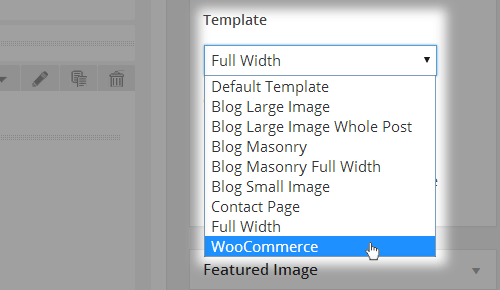 Template
Full Width
Default Template
Blog Large Image
Blog Large Image Whole Post
Blog Masonry
Blog Masonry Full Width
Blog Small Image
Contact Page
Full Width
WooCommerce
Featured Image